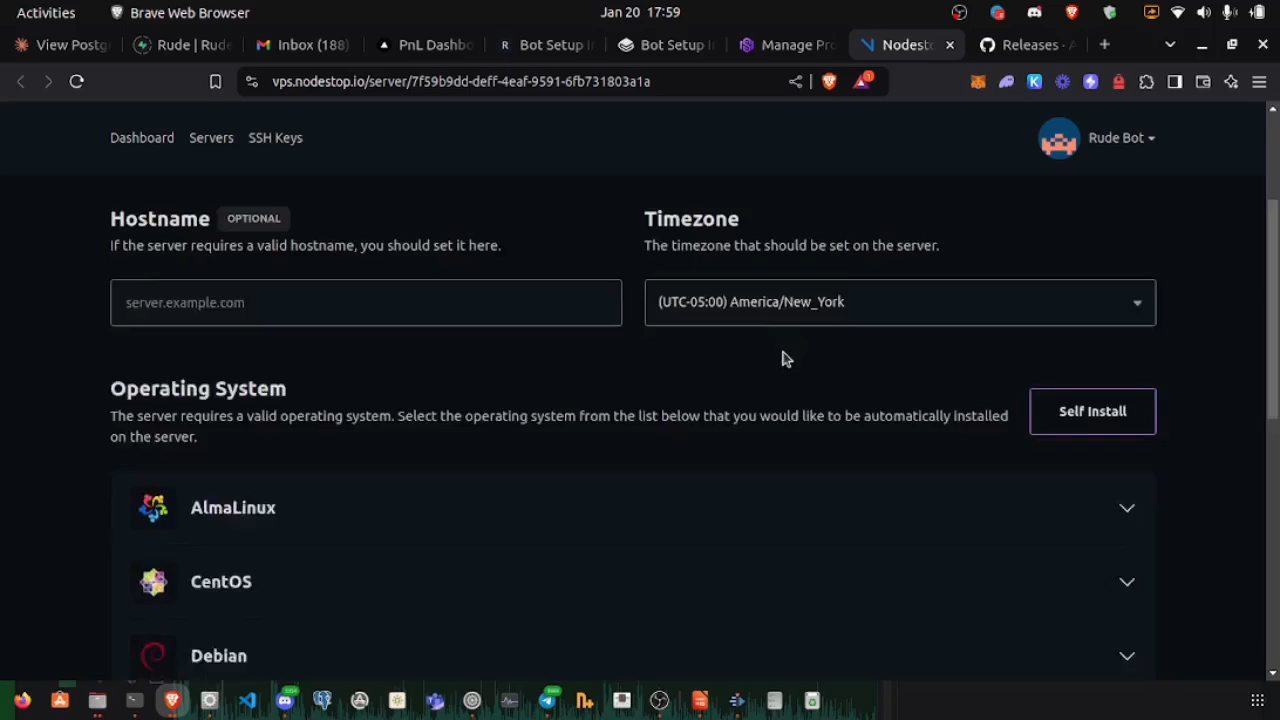 Activities
Brave Web Browser
Jan 20 17:59
View Postg
Rude | Rude
Inbox (188)
PnL Dashbo
Bot Setup I
Bot Setup I
Manage Pro
Nodesto
Releases · A
vps.nodestop.io/server/7f59b9dd-deff-4eaf-9591-6fb731803a1a
Dashboard
Servers
SSH Keys
Rude Bot
Hostname
OPTIONAL
If the server requires a valid hostname, you should set it here.
server.example.com
Timezone
The timezone that should be set on the server.
(UTC-05:00) America/New_York
Operating System
The server requires a valid operating system. Select the operating system from the list below that you would like to be automatically installed
on the server.
Self Install
AlmaLinux
CentOS
Debian